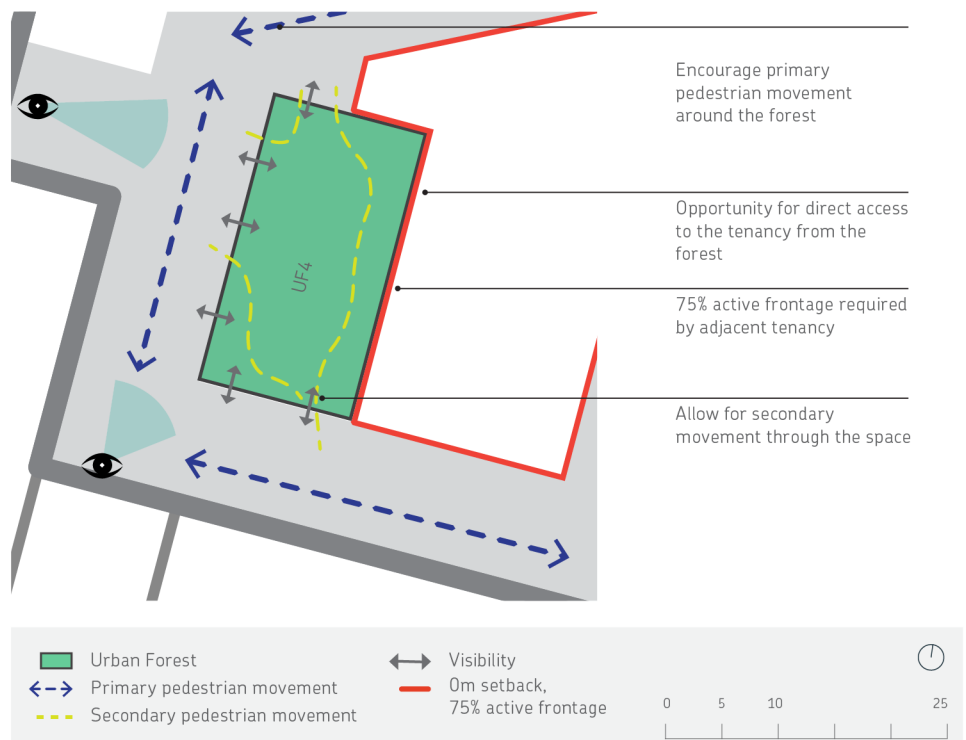 Encourage primary
pedestrian movement
around the forest
Opportunity for direct access
to the tenancy from the
forest
75% active frontage required
by adjacent tenancy
Allow for secondary
movement through the space
UF4
Urban Forest
Primary pedestrian movement
Secondary pedestrian movement
Visibility
0m setback,
75% active frontage
0 5 10 25